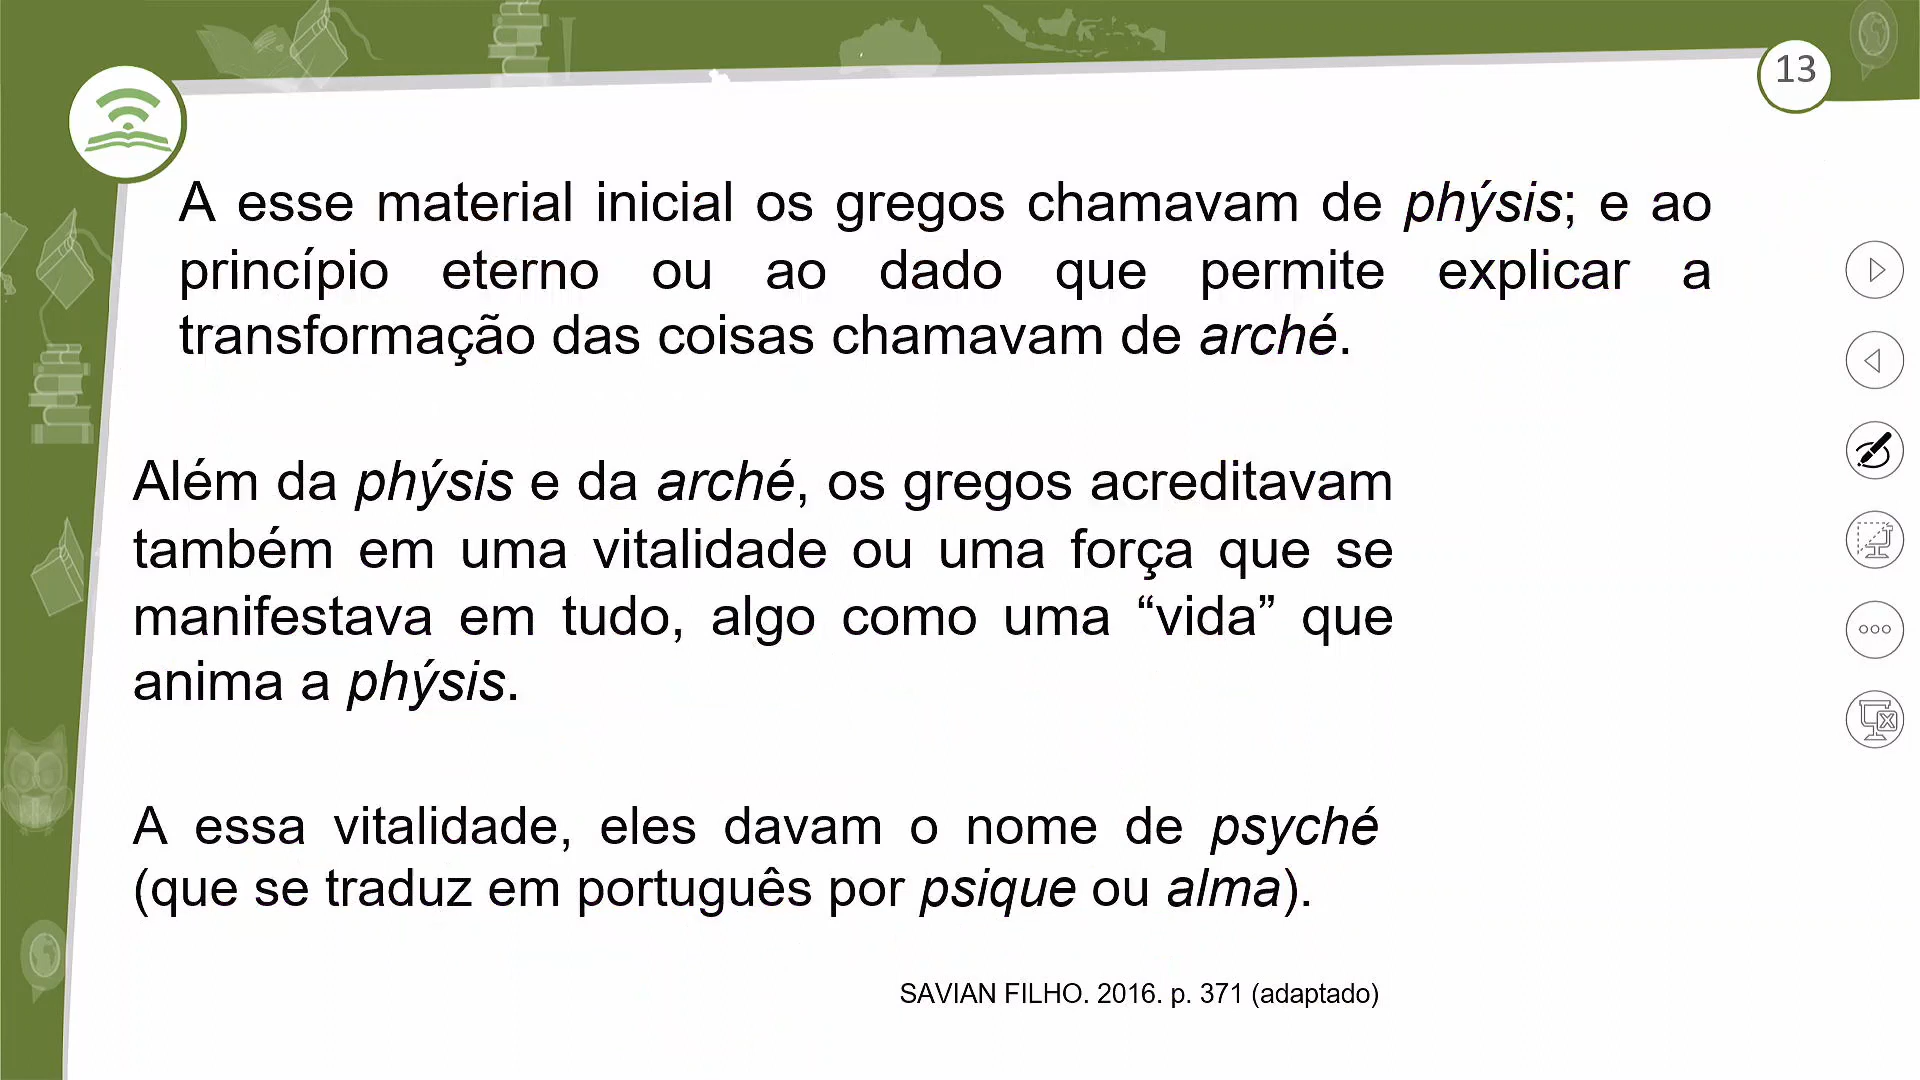 13
A esse material inicial os gregos chamavam de phýsis; e ao
princípio eterno ou ao dado que permite explicar a
transformação das coisas chamavam de arché.
Além da phýsis e da arché, os gregos acreditavam
também em uma vitalidade ou uma força que se
manifestava em tudo, algo como uma “vida” que
anima a phýsis.
A essa vitalidade, eles davam o nome de psyché
(que se traduz em português por psique ou alma).
SAVIAN FILHO. 2016. p. 371 (adaptado)